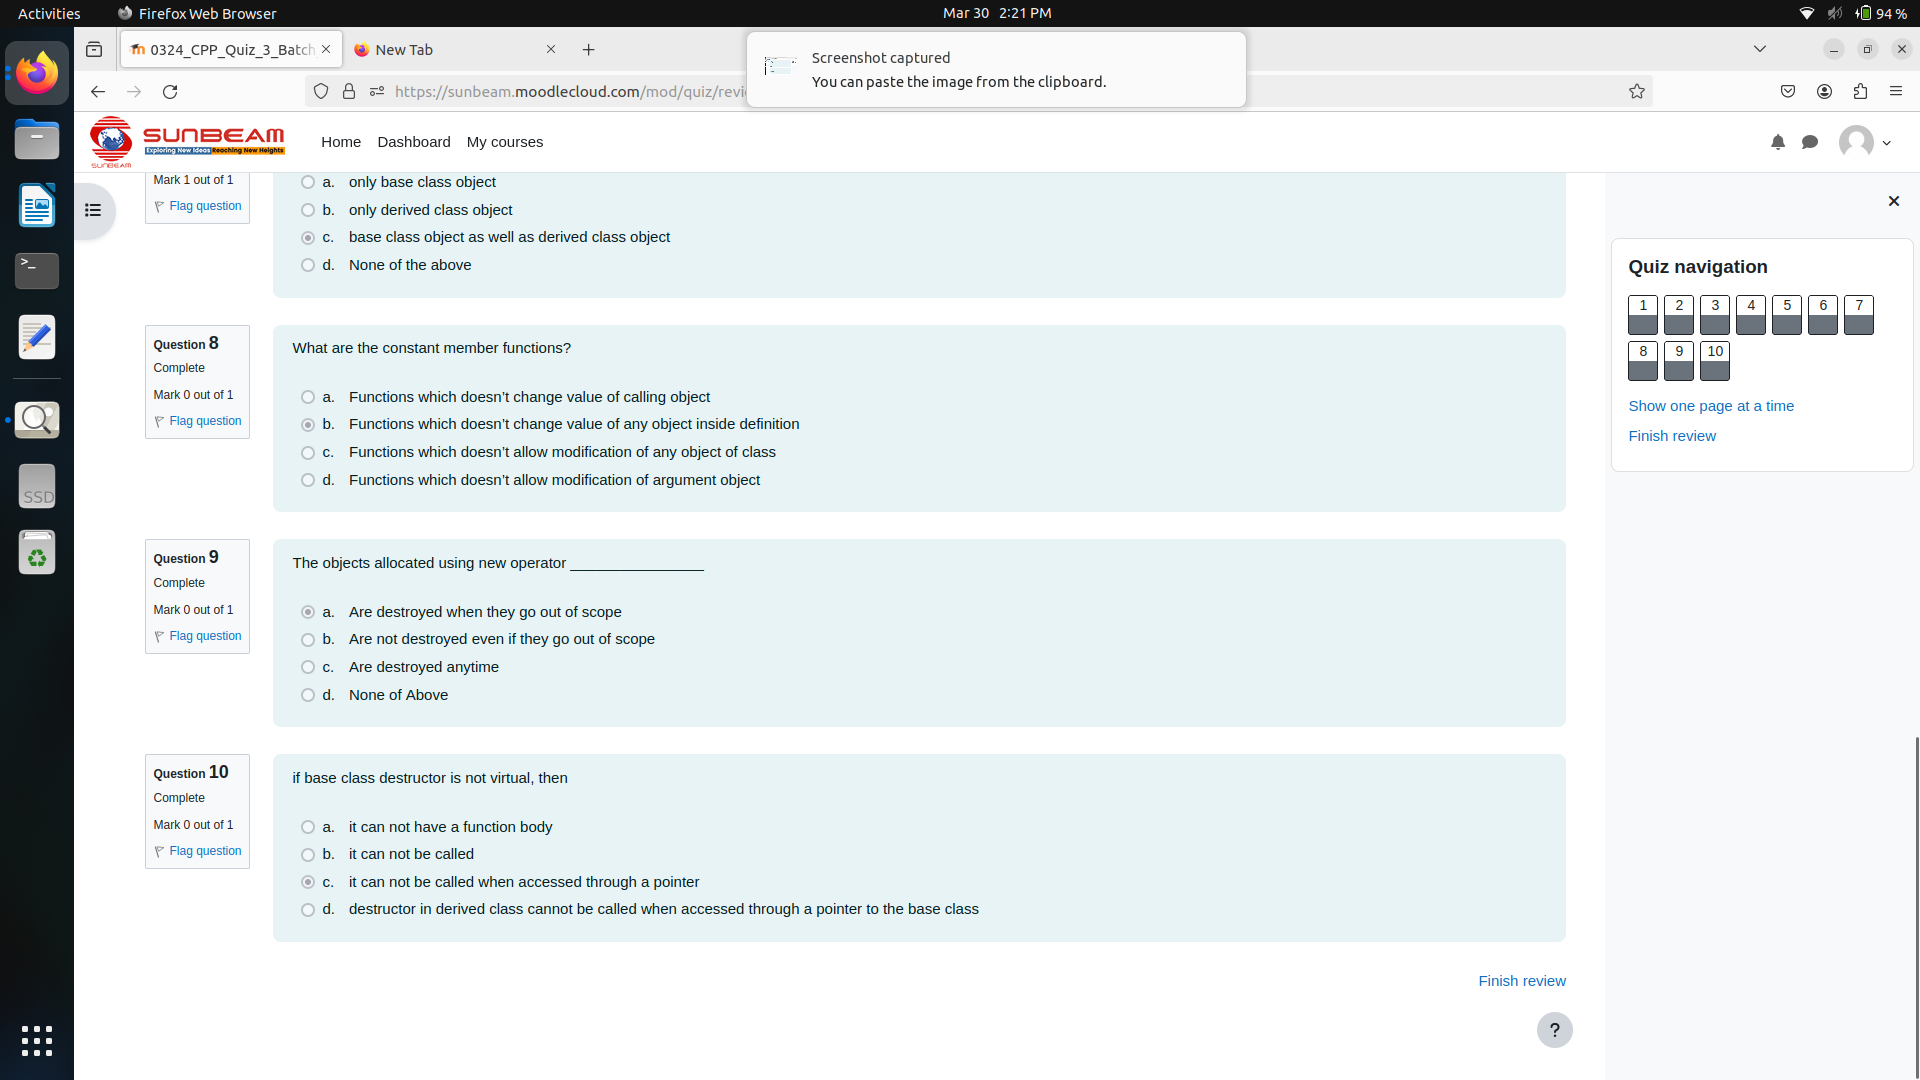 Activities
Firefox Web Browser
Mar 30 2:21 PM
94 %
0324_CPP_Quiz_3_Batch
New Tab
Screenshot captured
You can paste the image from the clipboard.
https://sunbeam.moodlecloud.com/mod/quiz/revi
SUNBEAM
Exploring New Ideas Reaching New Heights
SUNBEAM
Home
Dashboard
My courses
Mark 1 out of 1
Flag question
a. only base class object
b. only derived class object
c. base class object as well as derived class object
d. None of the above
Question 8
Complete
Mark 0 out of 1
Flag question
What are the constant member functions?
a. Functions which doesn’t change value of calling object
b. Functions which doesn’t change value of any object inside definition
c. Functions which doesn’t allow modification of any object of class
d. Functions which doesn’t allow modification of argument object
Question 9
Complete
Mark 0 out of 1
Flag question
The objects allocated using new operator ________________
a. Are destroyed when they go out of scope
b. Are not destroyed even if they go out of scope
c. Are destroyed anytime
d. None of Above
Question 10
Complete
Mark 0 out of 1
Flag question
if base class destructor is not virtual, then
a. it can not have a function body
b. it can not be called
c. it can not be called when accessed through a pointer
d. destructor in derived class cannot be called when accessed through a pointer to the base class
Finish review
?
Quiz navigation
1 2 3 4 5 6 7
8 9 10
Show one page at a time
Finish review
>_
SSD